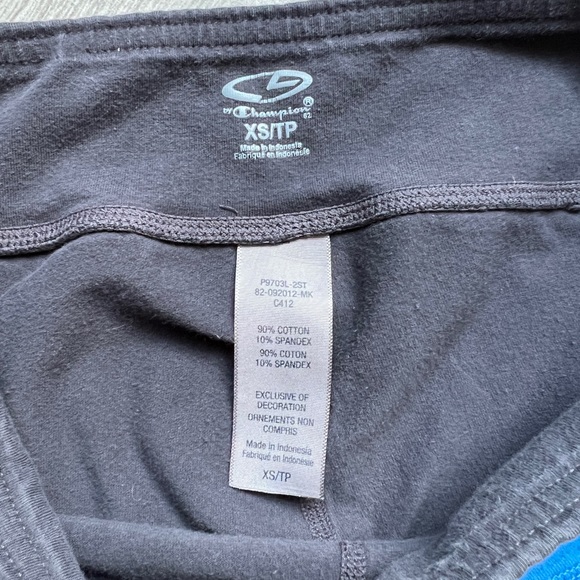 BY Champion®
82
XS/TP
Made in Indonesia
Fabriqué en Indonésie
P9703L-2ST
82-092012-MK
C412
90% COTTON
10% SPANDEX
90% COTON
10% SPANDEX
EXCLUSIVE OF
DECORATION
ORNEMENTS NON
COMPRIS
Made in Indonesia
Fabriqué en Indonésie
XS/TP